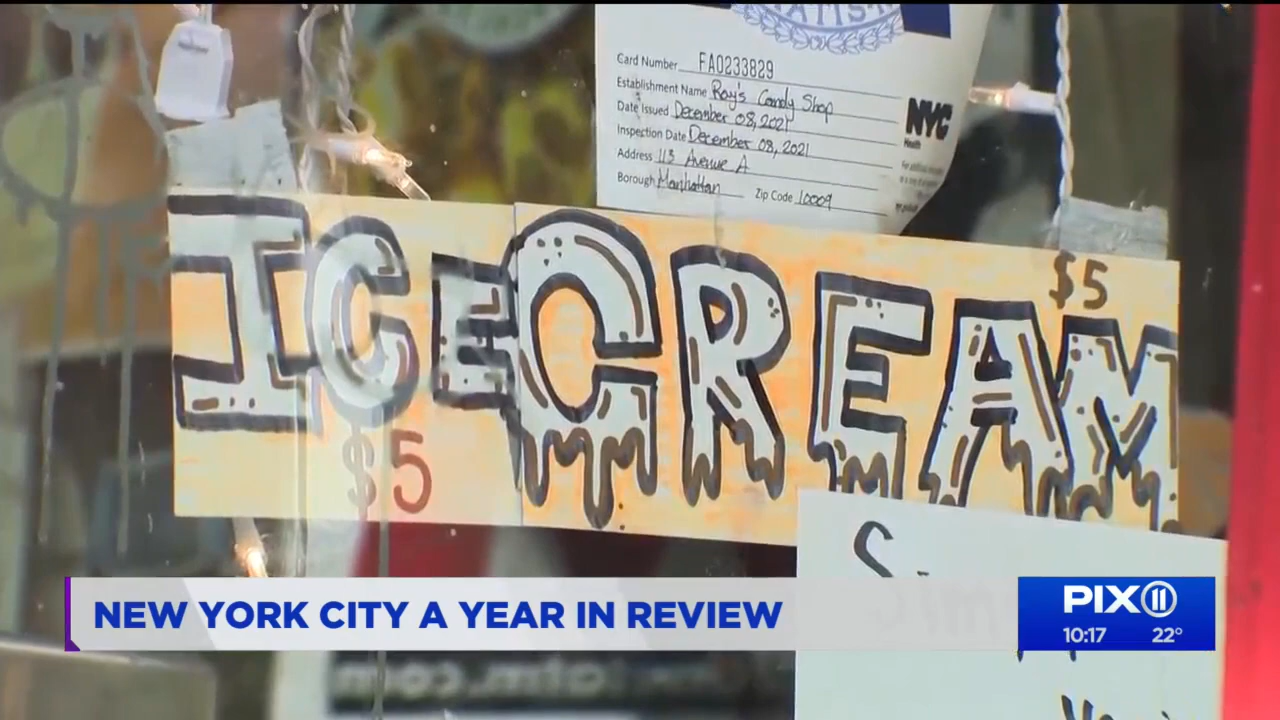 Card Number FA0233829
Establishment Name Ray's Candy Shop
Date Issued December 08, 2021
Inspection Date December 08, 2021
Address 113 Avenue A
Borough Manhattan Zip Code 10009
NYC
Health
ICE CREAM
$5
$5
NEW YORK CITY A YEAR IN REVIEW
PIX11
10:17 22°